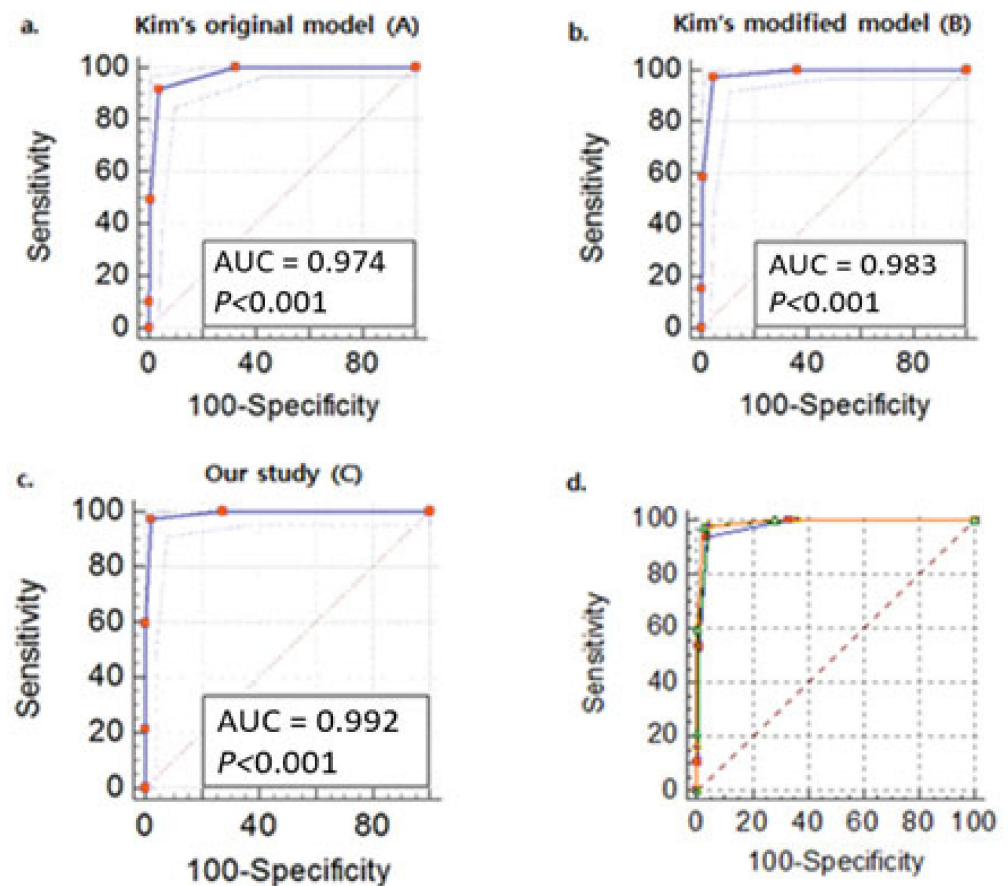 a.
Kim's original model (A)
100
80
60
40
20
0
Sensitivity
AUC = 0.974
P<0.001
0 40 80
100-Specificity
b.
Kim's modified model (B)
100
80
60
40
20
0
Sensitivity
AUC = 0.983
P<0.001
0 40 80
100-Specificity
c.
Our study (C)
100
80
60
40
20
0
Sensitivity
AUC = 0.992
P<0.001
0 40 80
100-Specificity
d.
100
80
60
40
20
0
Sensitivity
0 20 40 60 80 100
100-Specificity